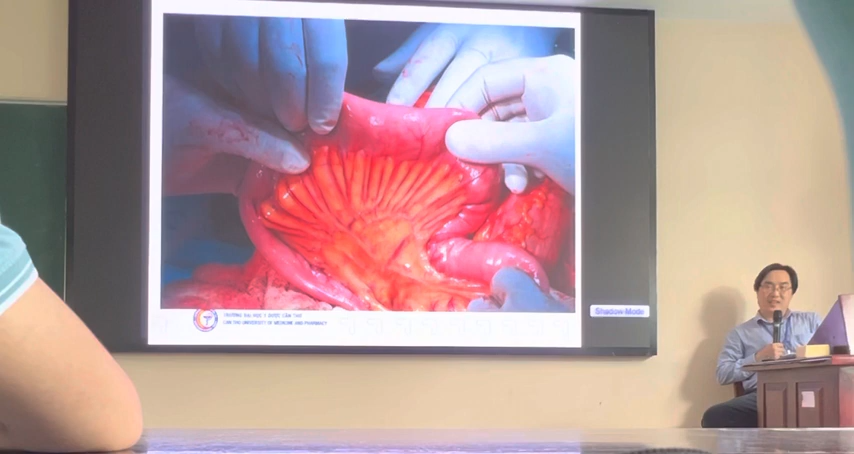 TRƯỜNG ĐẠI HỌC Y DƯỢC CẦN THƠ
CAN THO UNIVERSITY OF MEDICINE AND PHARMACY
Shadow Mode